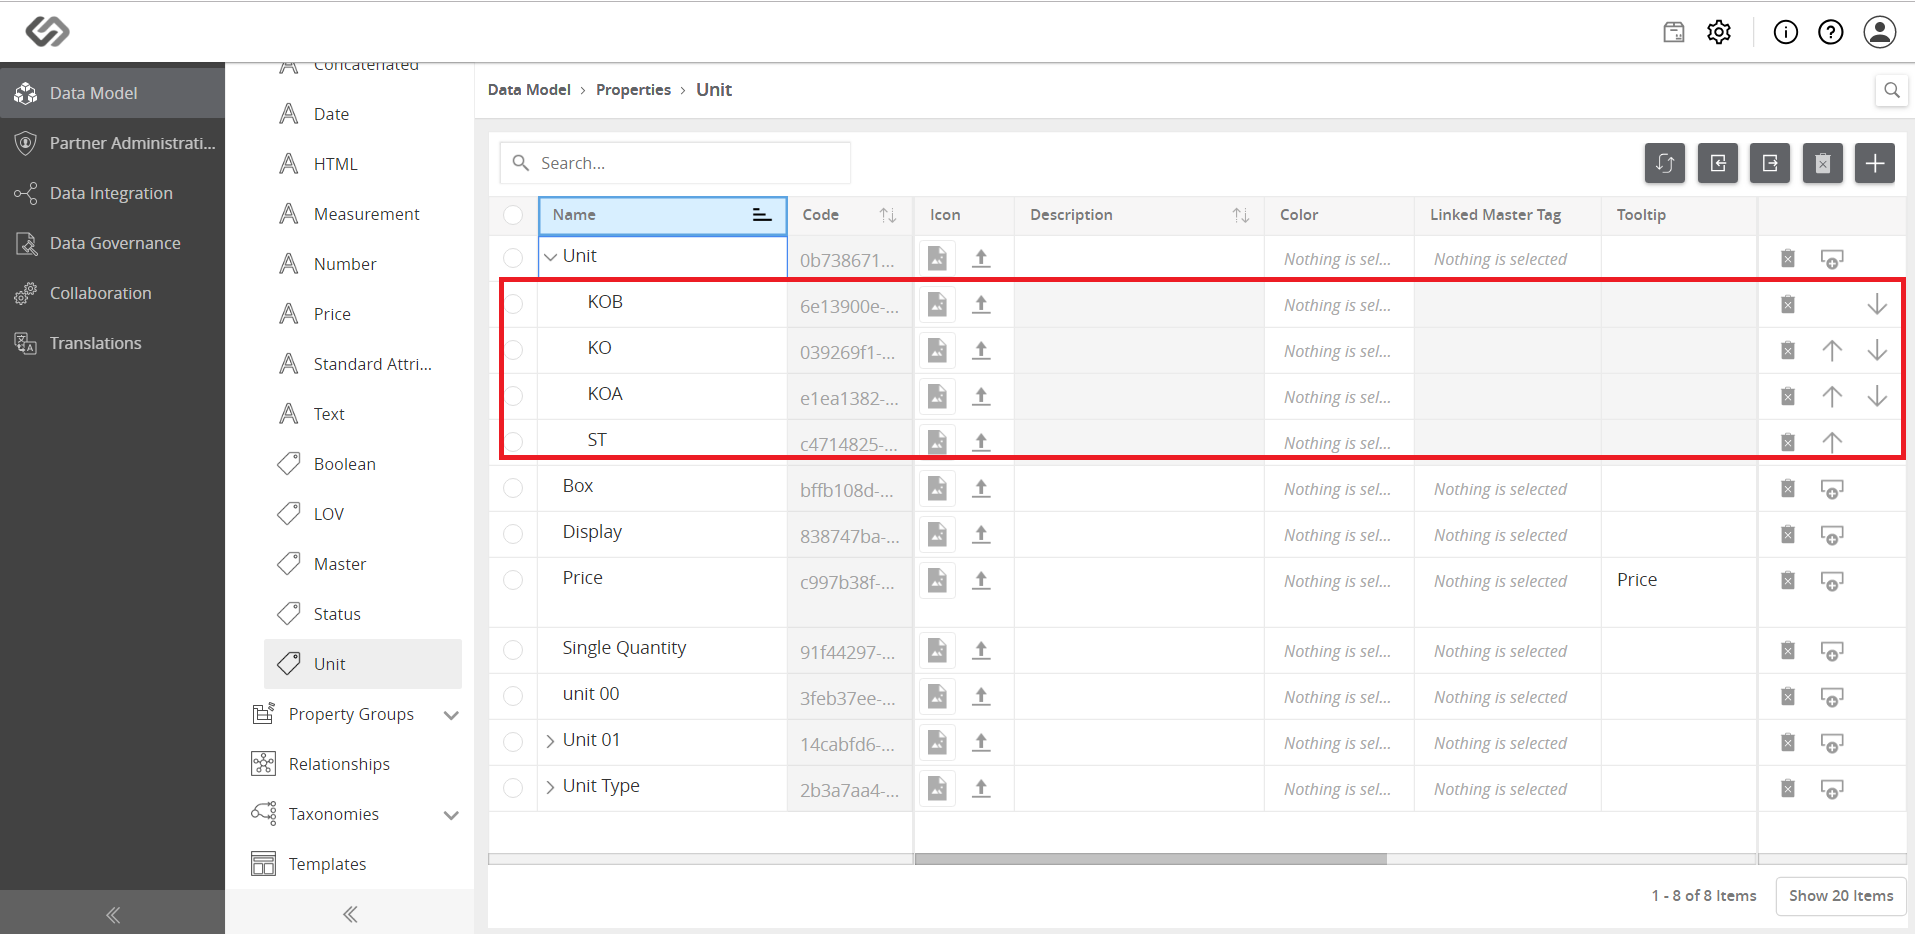 Data Model
Partner Administrati...
Data Integration
Data Governance
Collaboration
Translations
Concatenated
Date
HTML
Measurement
Number
Price
Standard Attri...
Text
Boolean
LOV
Master
Status
Unit
Property Groups
Relationships
Taxonomies
Templates
Data Model > Properties > Unit
Search...
Name Code Icon Description Color Linked Master Tag Tooltip
Unit 0b738671... Nothing is sel... Nothing is selected
KOB 6e13900e-... Nothing is sel...
KO 039269f1-... Nothing is sel...
KOA e1ea1382-... Nothing is sel...
ST c4714825-... Nothing is sel...
Box bffb108d-... Nothing is sel... Nothing is selected
Display 838747ba-... Nothing is sel... Nothing is selected
Price c997b38f-... Nothing is sel... Nothing is selected Price
Single Quantity 91f44297-... Nothing is sel... Nothing is selected
unit 00 3feb37ee-... Nothing is sel... Nothing is selected
Unit 01 14cabfd6-... Nothing is sel... Nothing is selected
Unit Type 2b3a7aa4-... Nothing is sel... Nothing is selected
1 - 8 of 8 Items Show 20 Items